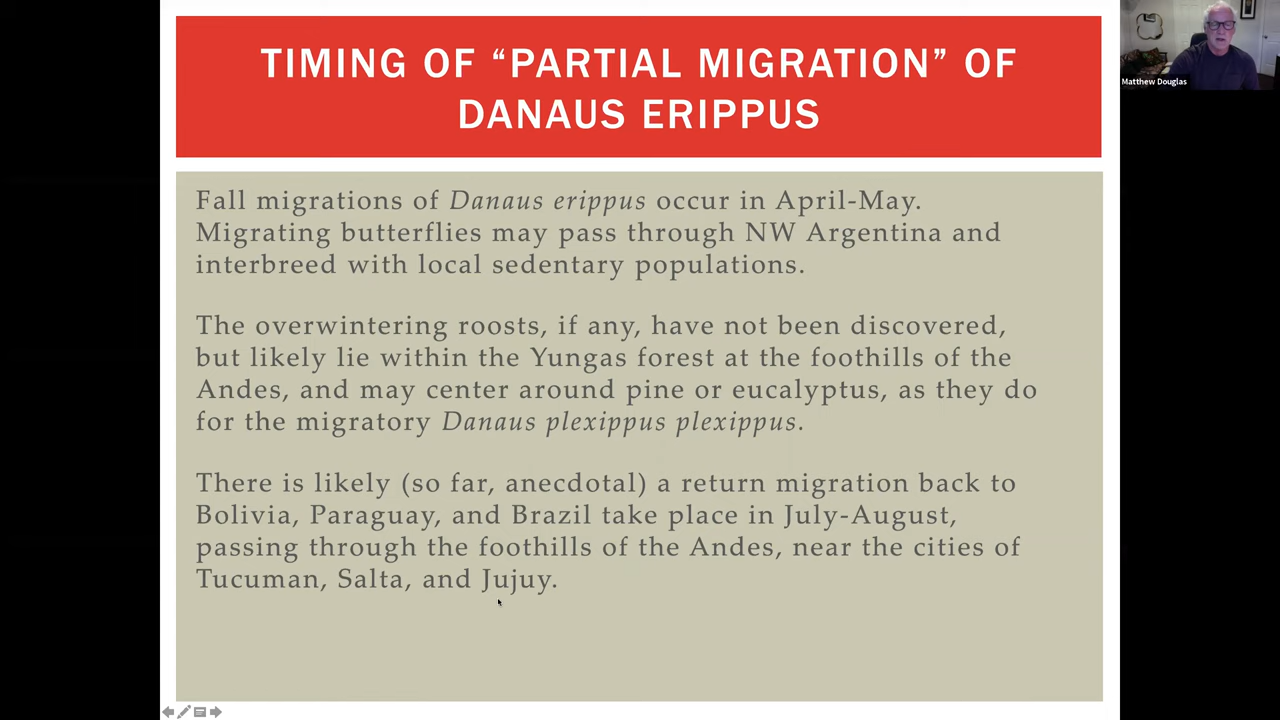 TIMING OF “PARTIAL MIGRATION” OF
DANAUS ERIPPUS
Matthew Douglas
Fall migrations of Danaus erippus occur in April-May.
Migrating butterflies may pass through NW Argentina and
interbreed with local sedentary populations.
The overwintering roosts, if any, have not been discovered,
but likely lie within the Yungas forest at the foothills of the
Andes, and may center around pine or eucalyptus, as they do
for the migratory Danaus plexippus plexippus.
There is likely (so far, anecdotal) a return migration back to
Bolivia, Paraguay, and Brazil take place in July-August,
passing through the foothills of the Andes, near the cities of
Tucuman, Salta, and Jujuy.